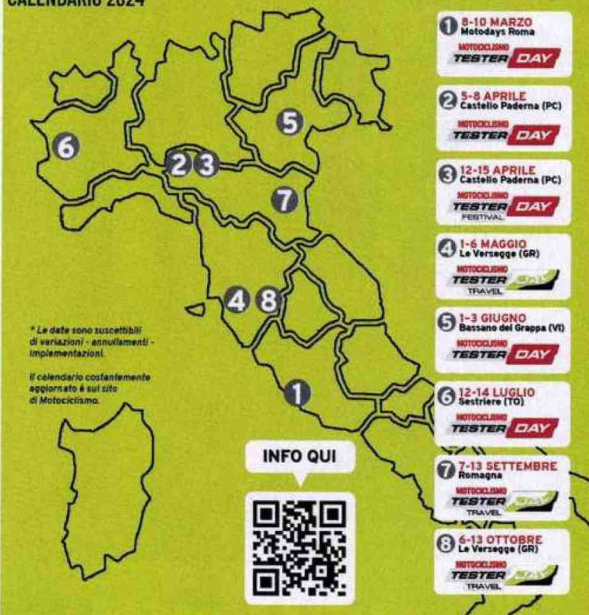 CALENDARIO 2024
1 8-10 MARZO
Motodays Roma
MOTOCICLISMO
TESTER DAY
2 5-8 APRILE
Castello Paderna (PC)
MOTOCICLISMO
TESTER DAY
3 12-15 APRILE
Castello Paderna (PC)
MOTOCICLISMO
TESTER DAY
FESTIVAL
4 1-6 MAGGIO
Le Versegge (GR)
MOTOCICLISMO
TESTER
TRAVEL
5 1-3 GIUGNO
Bassano del Grappa (VI)
MOTOCICLISMO
TESTER DAY
6 12-14 LUGLIO
Sestriere (TO)
MOTOCICLISMO
TESTER DAY
7 7-13 SETTEMBRE
Romagna
MOTOCICLISMO
TESTER
TRAVEL
8 6-13 OTTOBRE
Le Versegge (GR)
MOTOCICLISMO
TESTER
TRAVEL
5
6
2 3
7
4 8
1
* Le date sono suscettibili
di variazioni - annullamenti -
implementazioni.
Il calendario costantemente
aggiornato è sul sito
di Motociclismo.
INFO QUI